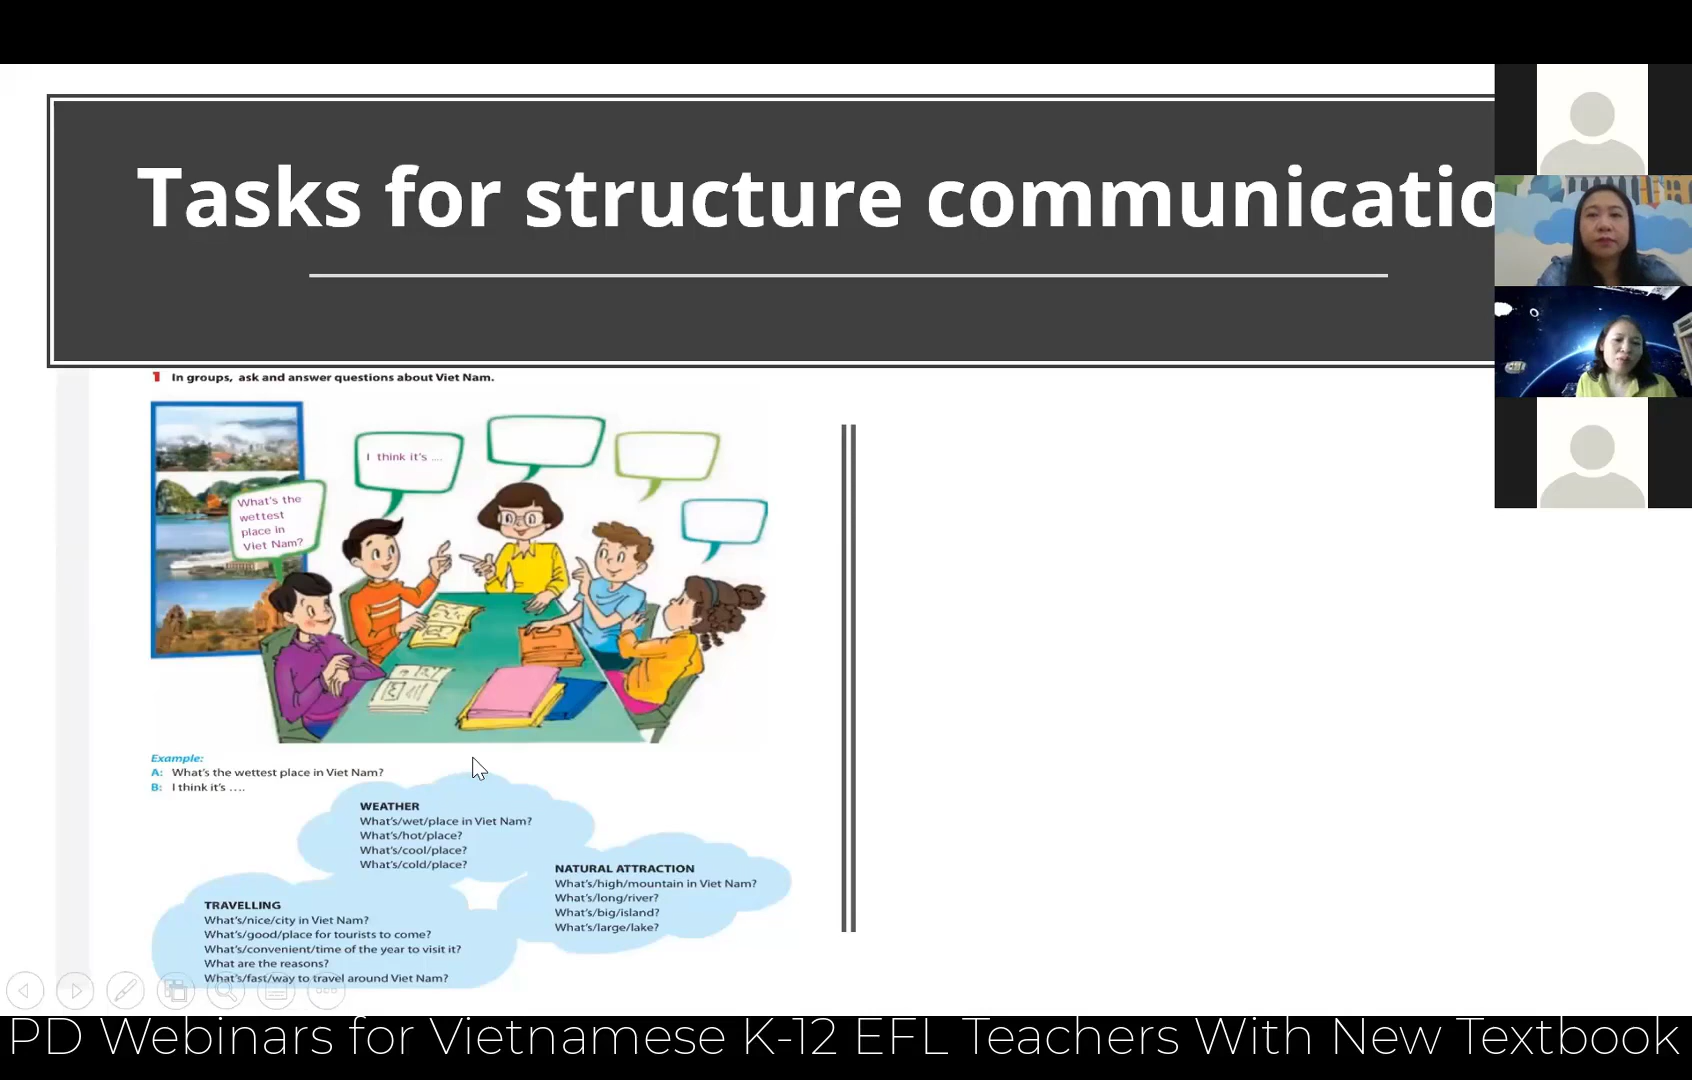 Tasks for structure communicatio
1 In groups, ask and answer questions about Viet Nam.
I think it's ....
What's the
wettest
place in
Viet Nam?
Example:
A: What's the wettest place in Viet Nam?
B: I think it's ....
WEATHER
What's/wet/place in Viet Nam?
What's/hot/place?
What's/cool/place?
What's/cold/place?
NATURAL ATTRACTION
What's/high/mountain in Viet Nam?
What's/long/river?
What's/big/island?
What's/large/lake?
TRAVELLING
What's/nice/city in Viet Nam?
What's/good/place for tourists to come?
What's/convenient/time of the year to visit it?
What are the reasons?
What's/fast/way to travel around Viet Nam?
PD Webinars for Vietnamese K-12 EFL Teachers With New Textbook